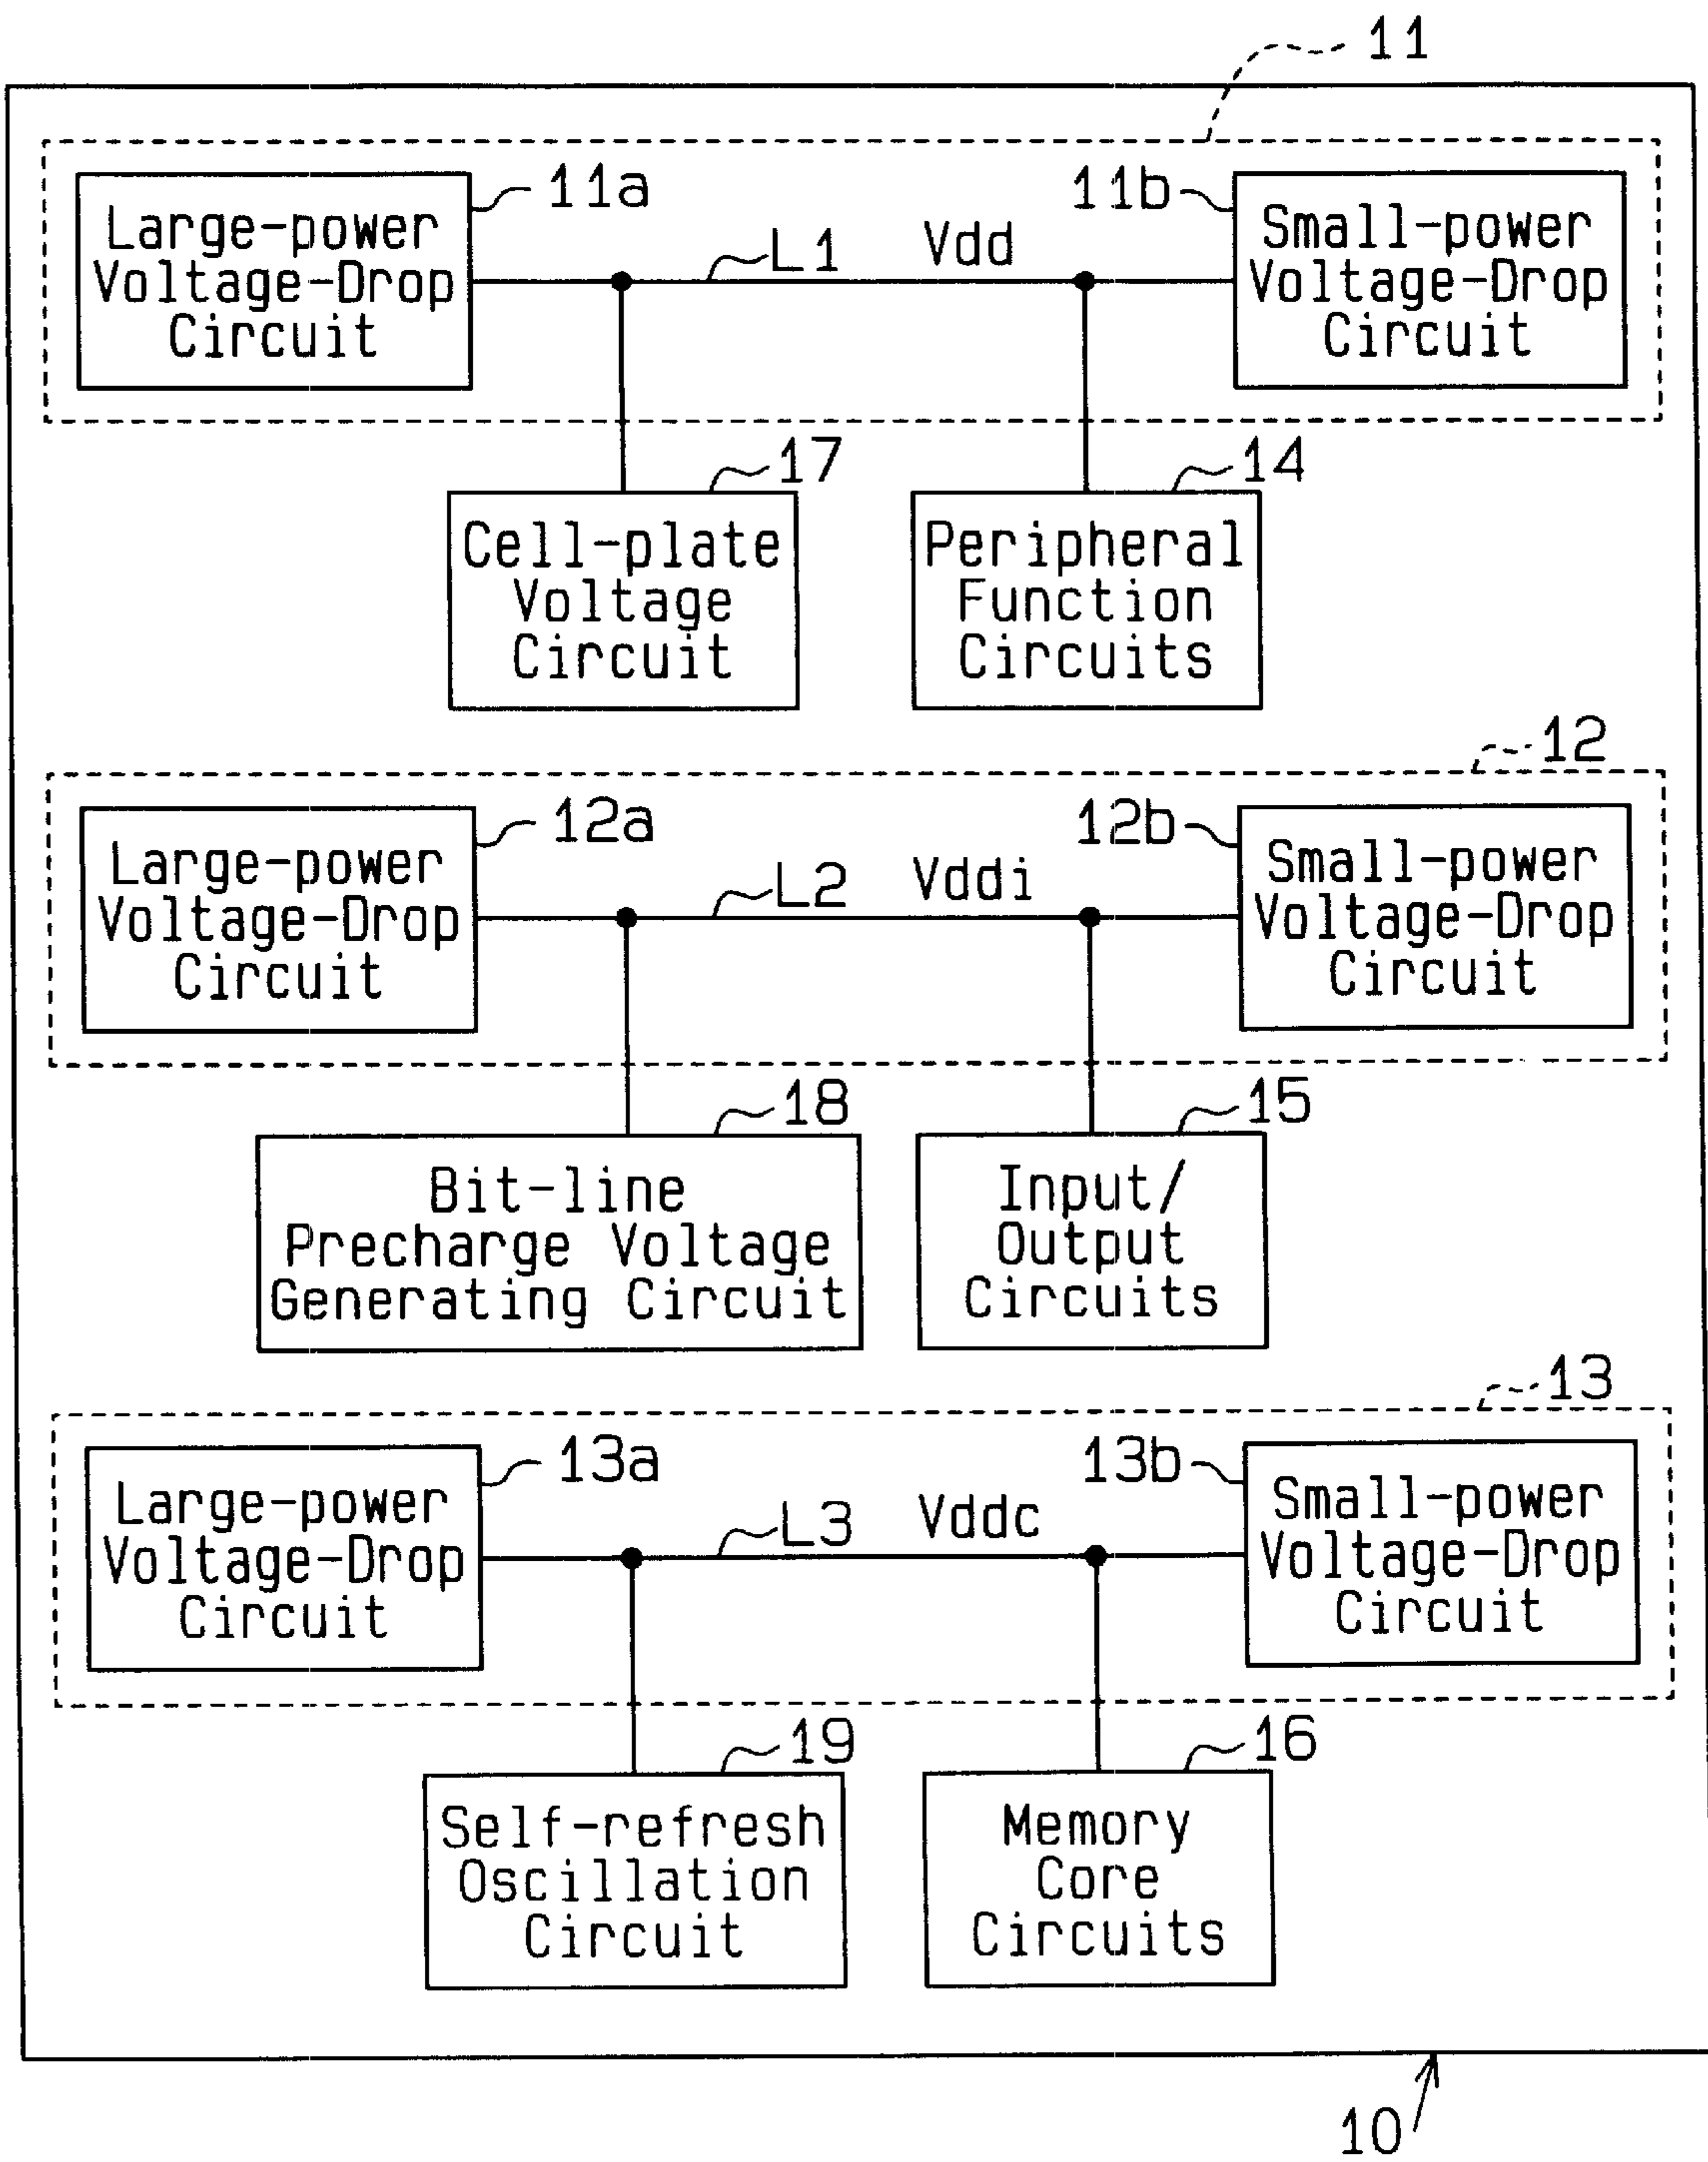 11
11a
11b
Large-power
Voltage-Drop
Circuit
L1
Vdd
Small-power
Voltage-Drop
Circuit
17
14
Cell-plate
Voltage
Circuit
Peripheral
Function
Circuits
12
12a
12b
Large-power
Voltage-Drop
Circuit
L2
Vddi
Small-power
Voltage-Drop
Circuit
18
15
Bit-line
Precharge Voltage
Generating Circuit
Input/
Output
Circuits
13
13a
13b
Large-power
Voltage-Drop
Circuit
L3
Vddc
Small-power
Voltage-Drop
Circuit
19
16
Self-refresh
Oscillation
Circuit
Memory
Core
Circuits
10